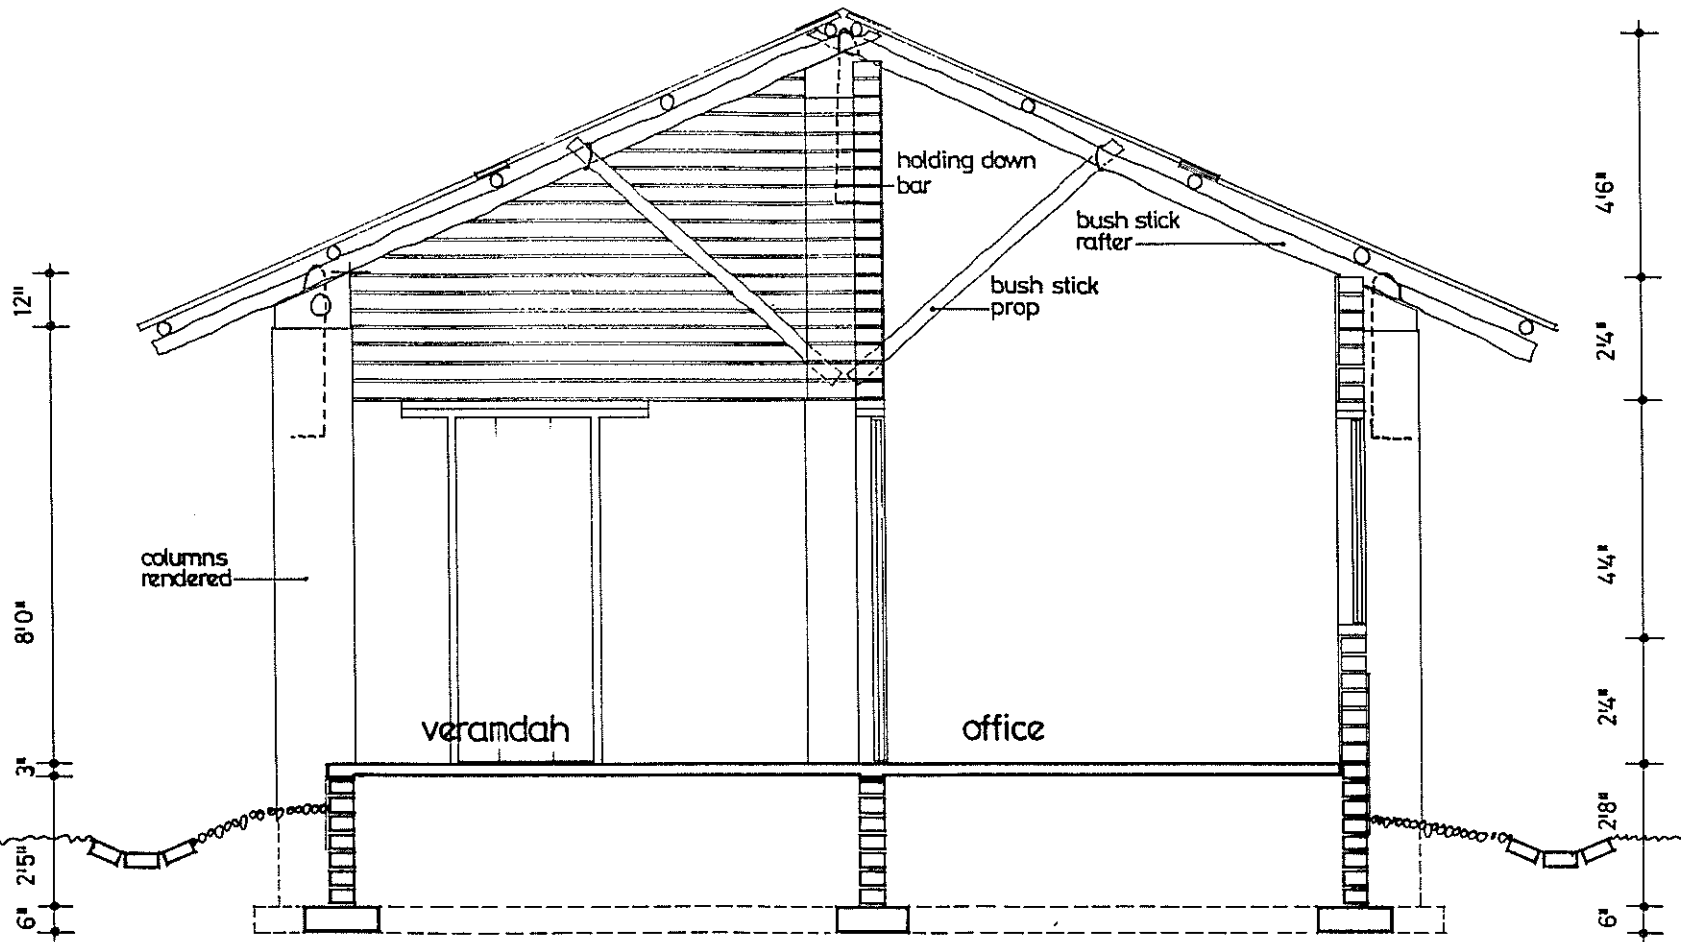 holding down
bar
bush stick
rafter
bush stick
prop
columns
rendered
verandah
office
12"
8'0"
3"
2'5"
6"
4'6"
2'4"
4'4"
2'4"
2'8"
6"